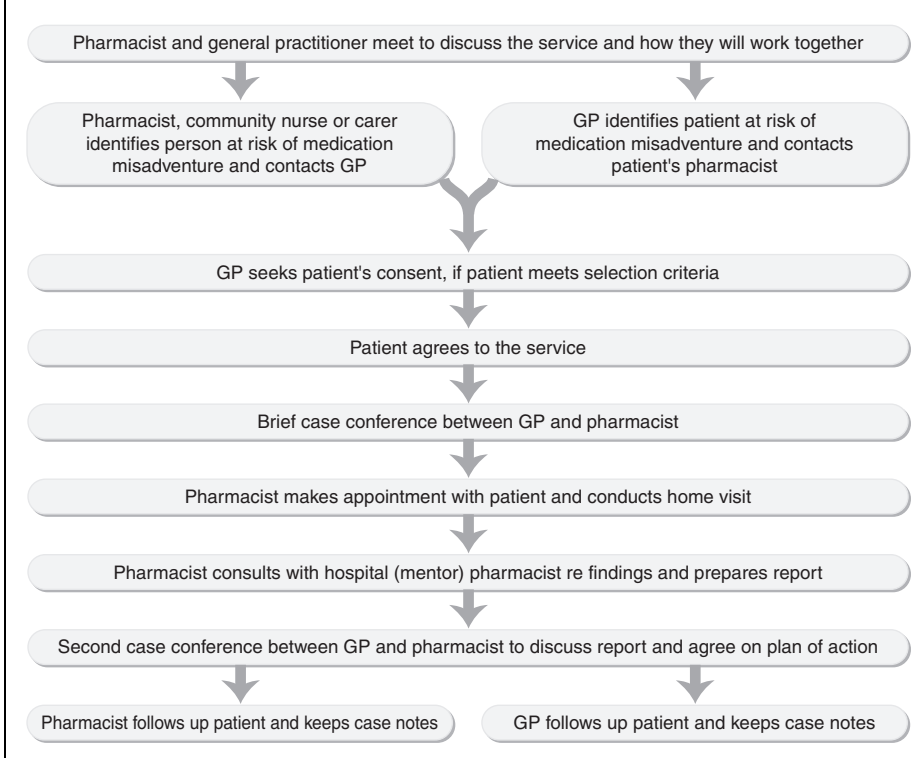 Pharmacist and general practitioner meet to discuss the service and how they will work together
Pharmacist, community nurse or carer
identifies person at risk of medication
misadventure and contacts GP
GP identifies patient at risk of
medication misadventure and contacts
patient's pharmacist
GP seeks patient's consent, if patient meets selection criteria
Patient agrees to the service
Brief case conference between GP and pharmacist
Pharmacist makes appointment with patient and conducts home visit
Pharmacist consults with hospital (mentor) pharmacist re findings and prepares report
Second case conference between GP and pharmacist to discuss report and agree on plan of action
Pharmacist follows up patient and keeps case notes
GP follows up patient and keeps case notes